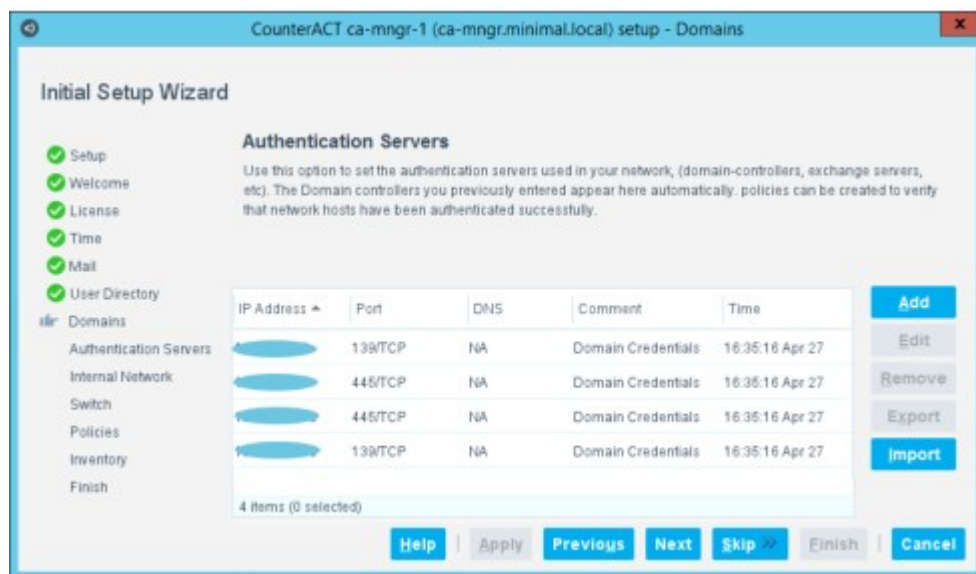 CounterACT ca-mngr-1 (ca-mngr.minimal.local) setup - Domains
x
Initial Setup Wizard
Setup
Welcome
License
Time
Mail
User Directory
Domains
Authentication Servers
Internal Network
Switch
Policies
Inventory
Finish
Authentication Servers
Use this option to set the authentication servers used in your network, (domain-controllers, exchange servers,
etc). The Domain controllers you previously entered appear here automatically. policies can be created to verify
that network hosts have been authenticated successfully.
IP Address Port DNS Comment Time
139/TCP NA Domain Credentials 16:35:16 Apr 27
445/TCP NA Domain Credentials 16:35:16 Apr 27
445/TCP NA Domain Credentials 16:35:16 Apr 27
139/TCP NA Domain Credentials 16:35:16 Apr 27
4 items (0 selected)
Add
Edit
Remove
Export
Import
Help Apply Previous Next Skip >> Finish Cancel